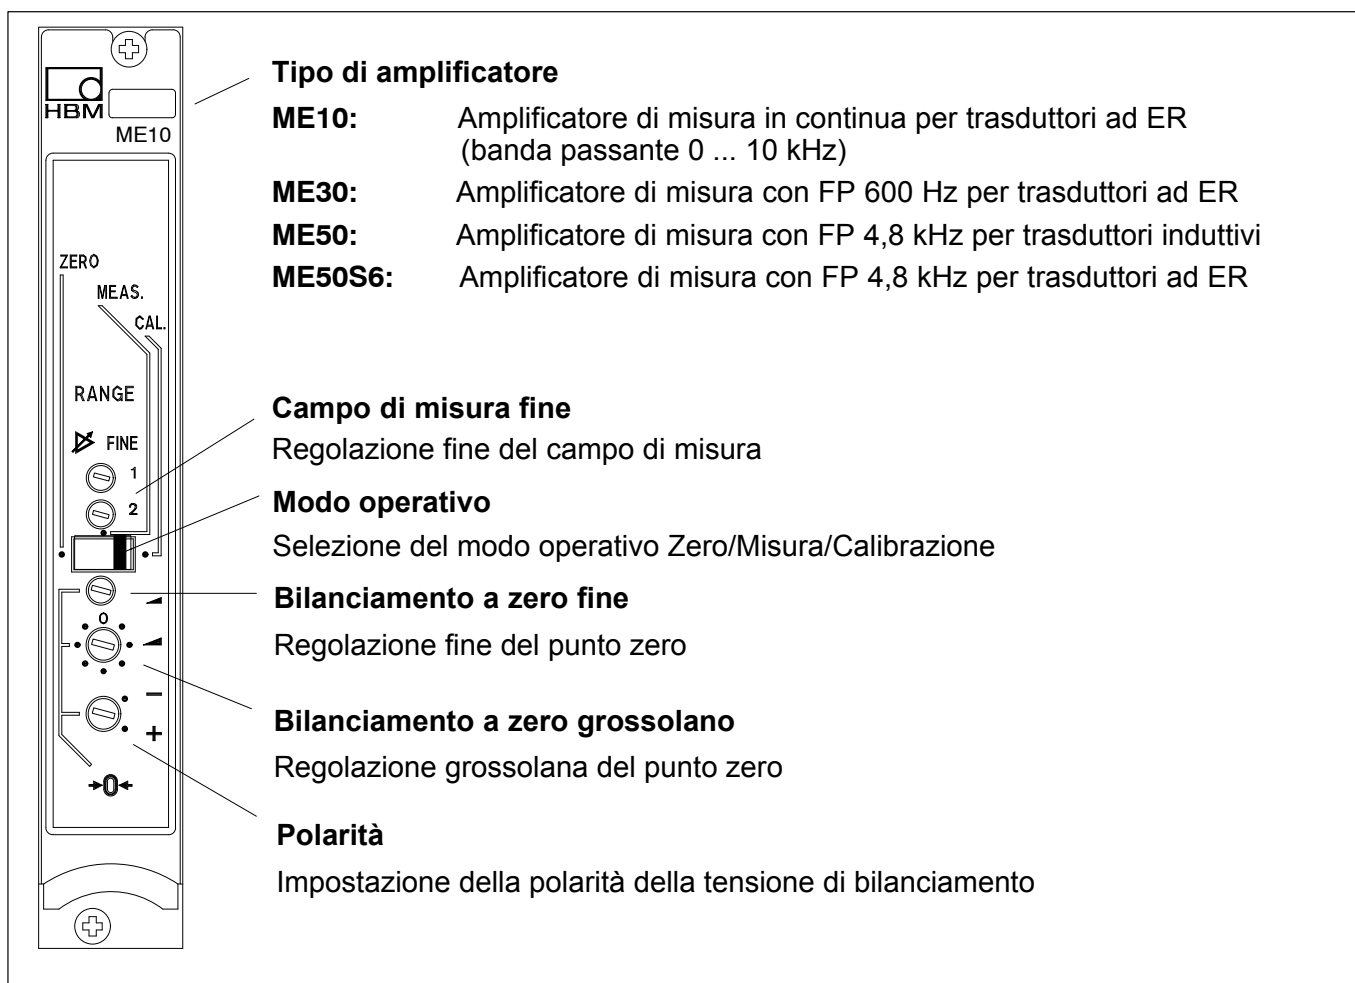 HBM
ME10
ZERO
MEAS.
CAL.
RANGE
FINE
1
2
0
−
+
→0←
Tipo di amplificatore
ME10: Amplificatore di misura in continua per trasduttori ad ER
(banda passante 0 ... 10 kHz)
ME30: Amplificatore di misura con FP 600 Hz per trasduttori ad ER
ME50: Amplificatore di misura con FP 4,8 kHz per trasduttori induttivi
ME50S6: Amplificatore di misura con FP 4,8 kHz per trasduttori ad ER
Campo di misura fine
Regolazione fine del campo di misura
Modo operativo
Selezione del modo operativo Zero/Misura/Calibrazione
Bilanciamento a zero fine
Regolazione fine del punto zero
Bilanciamento a zero grossolano
Regolazione grossolana del punto zero
Polarità
Impostazione della polarità della tensione di bilanciamento